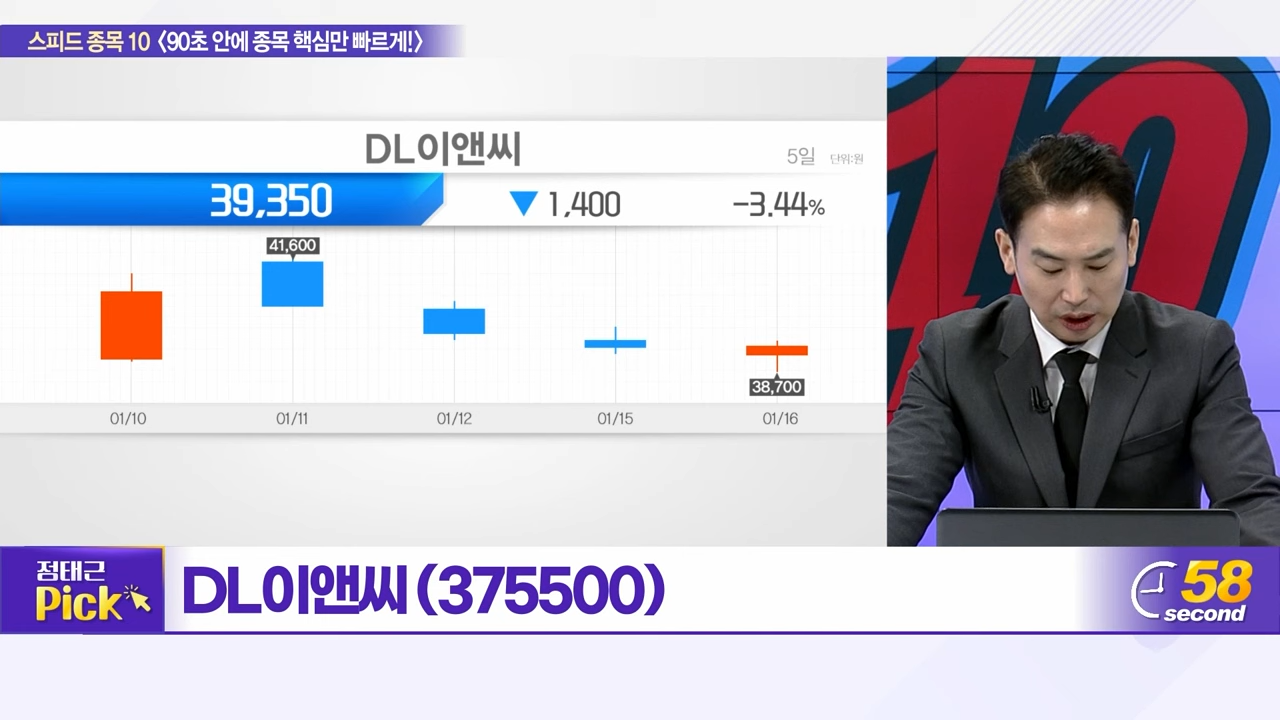 스피드 종목 10 〈90초 안에 종목 핵심만 빠르게!〉
DL이앤씨
5일 단위:원
39,350 ▼ 1,400 -3.44%
41,600
38,700
01/10 01/11 01/12 01/15 01/16
10
정태근
Pick
DL이앤씨 (375500)
58
second